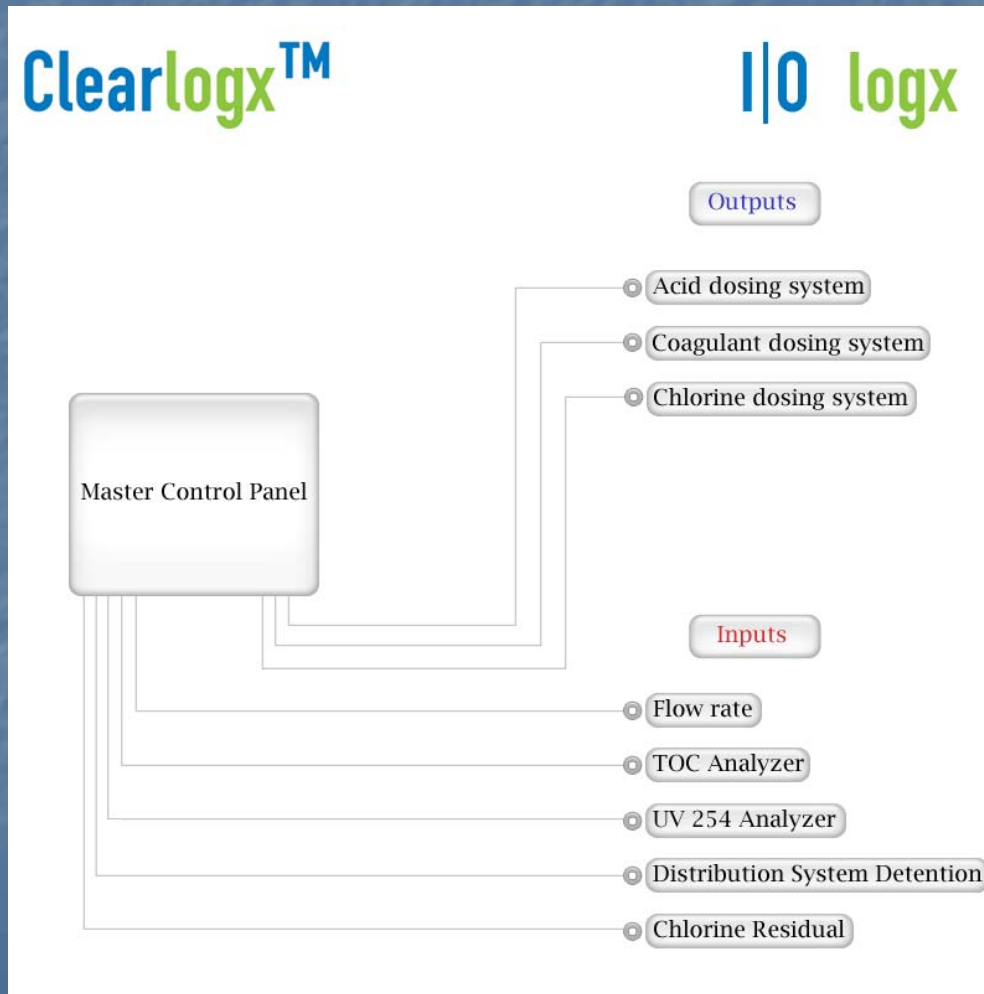 Clearlogx™
I|O logx
Outputs
Acid dosing system
Coagulant dosing system
Chlorine dosing system
Master Control Panel
Inputs
Flow rate
TOC Analyzer
UV 254 Analyzer
Distribution System Detention
Chlorine Residual